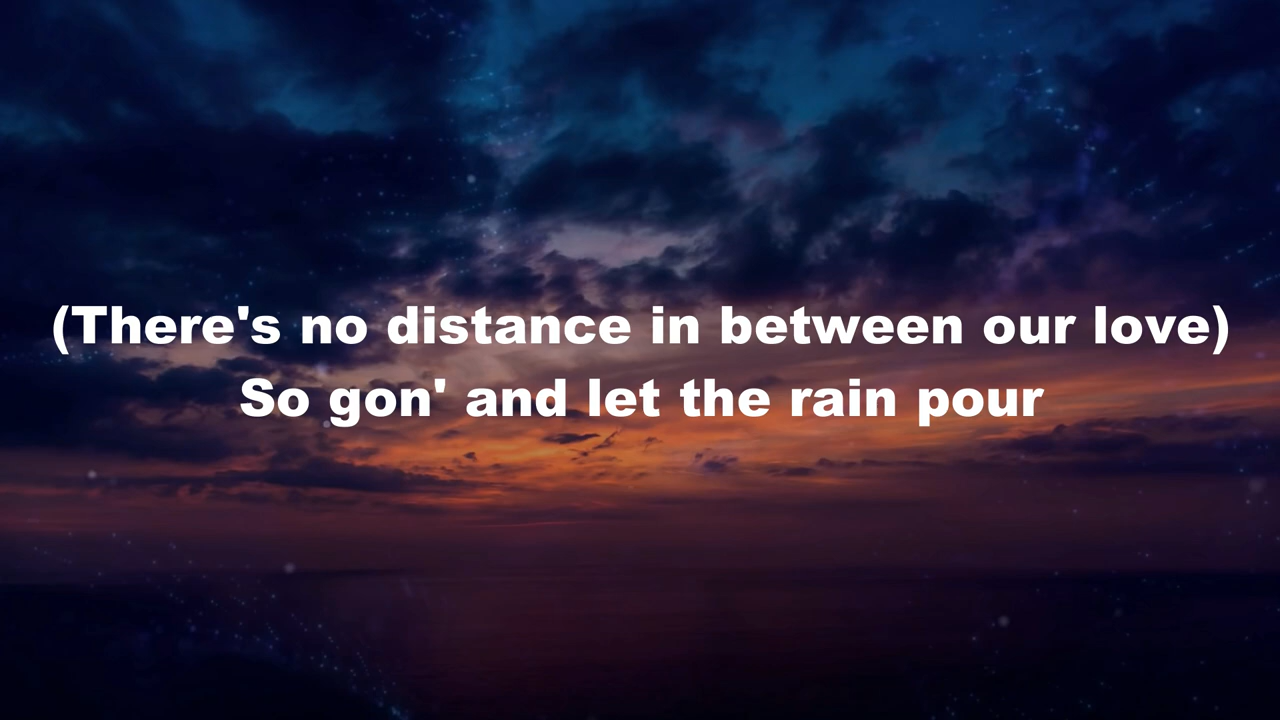 (There's no distance in between our love)
So gon' and let the rain pour